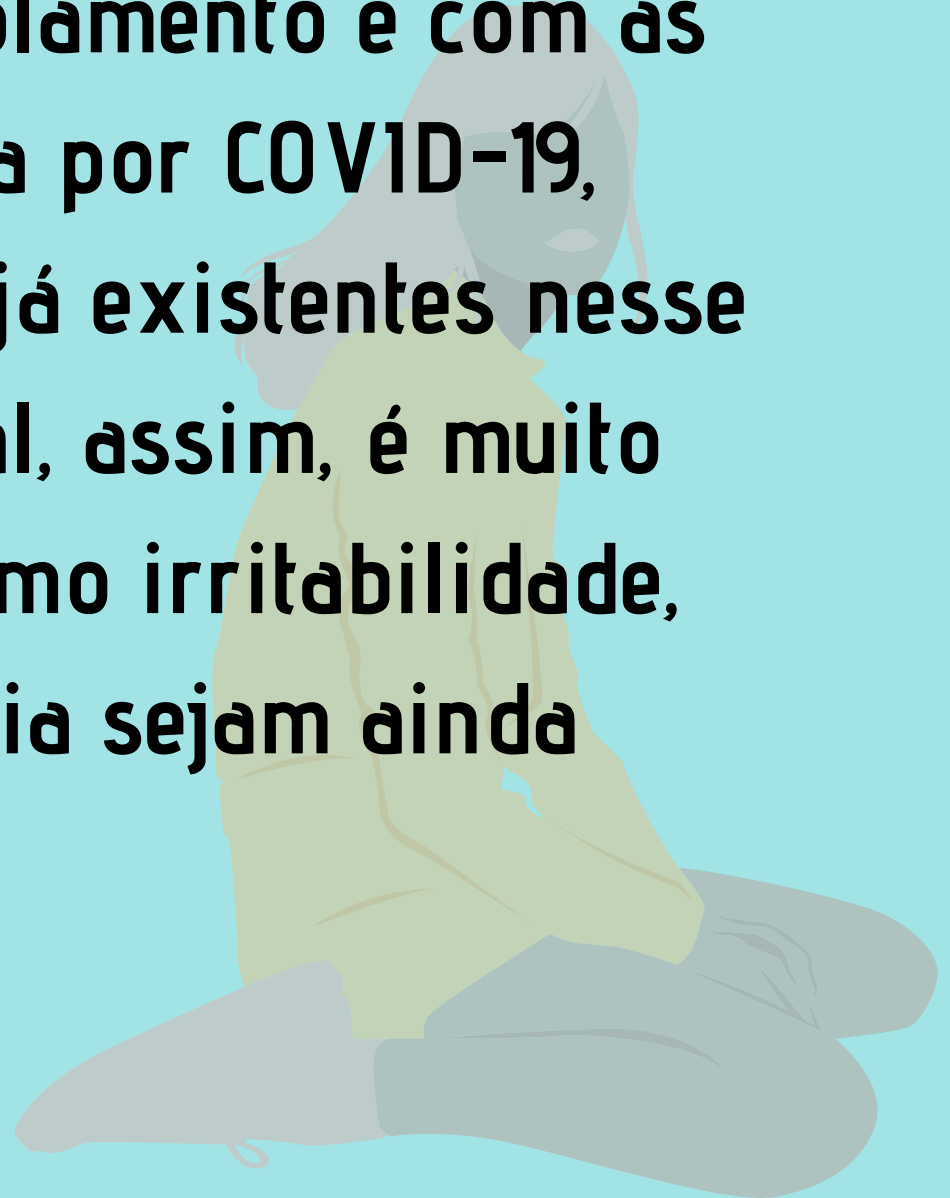 olamento e com as
a por COVID-19,
já existentes nesse
al, assim, é muito
mo irritabilidade,
ia sejam ainda